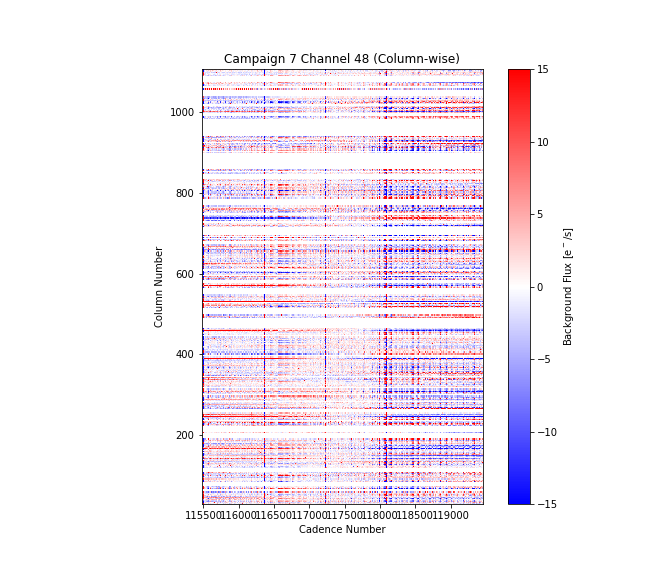 Campaign 7 Channel 48 (Column-wise)
1000
800
600
400
200
Column Number
115500 116000 116500 117000 117500 118000 118500 119000
Cadence Number
15
10
5
0
−5
−10
−15
Background Flux [e⁻/s]